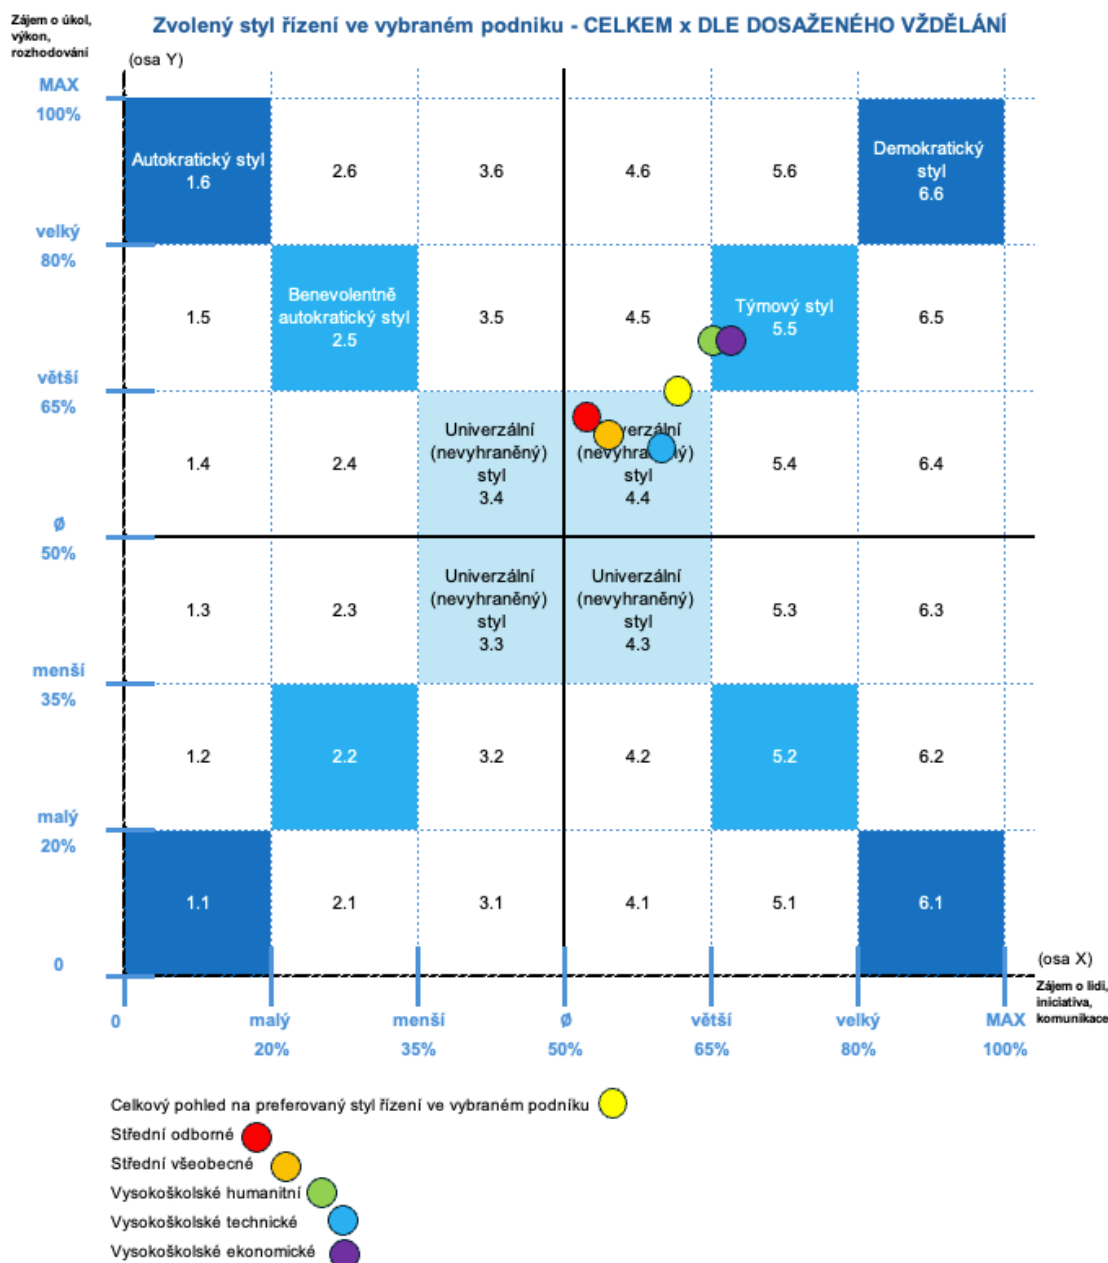 Zájem o úkol,
výkon,
rozhodování
Zvolený styl řízení ve vybraném podniku - CELKEM x DLE DOSAŽENÉHO VZDĚLÁNÍ
(osa Y)
MAX
100%
Autokratický styl
1.6
2.6
3.6
4.6
5.6
Demokratický
styl
6.6
velký
80%
1.5
Benevolentně
autokratický styl
2.5
3.5
4.5
Týmový styl
5.5
6.5
větší
65%
1.4
2.4
Univerzální
(nevyhraněný)
styl
3.4
(nevyhraněný)
styl
4.4
5.4
6.4
Ø
50%
1.3
2.3
Univerzální
(nevyhraněný)
styl
3.3
Univerzální
(nevyhraněný)
styl
4.3
5.3
6.3
menší
35%
1.2
2.2
3.2
4.2
5.2
6.2
malý
20%
1.1
2.1
3.1
4.1
5.1
6.1
0
(osa X)
Zájem o lidi,
iniciativa,
komunikace
0
malý
20%
menší
35%
Ø
50%
větší
65%
velký
80%
MAX
100%
Celkový pohled na preferovaný styl řízení ve vybraném podníku
Střední odborné
Střední všeobecné
Vysokoškolské humanitní
Vysokoškolské technické
Vysokoškolské ekonomické